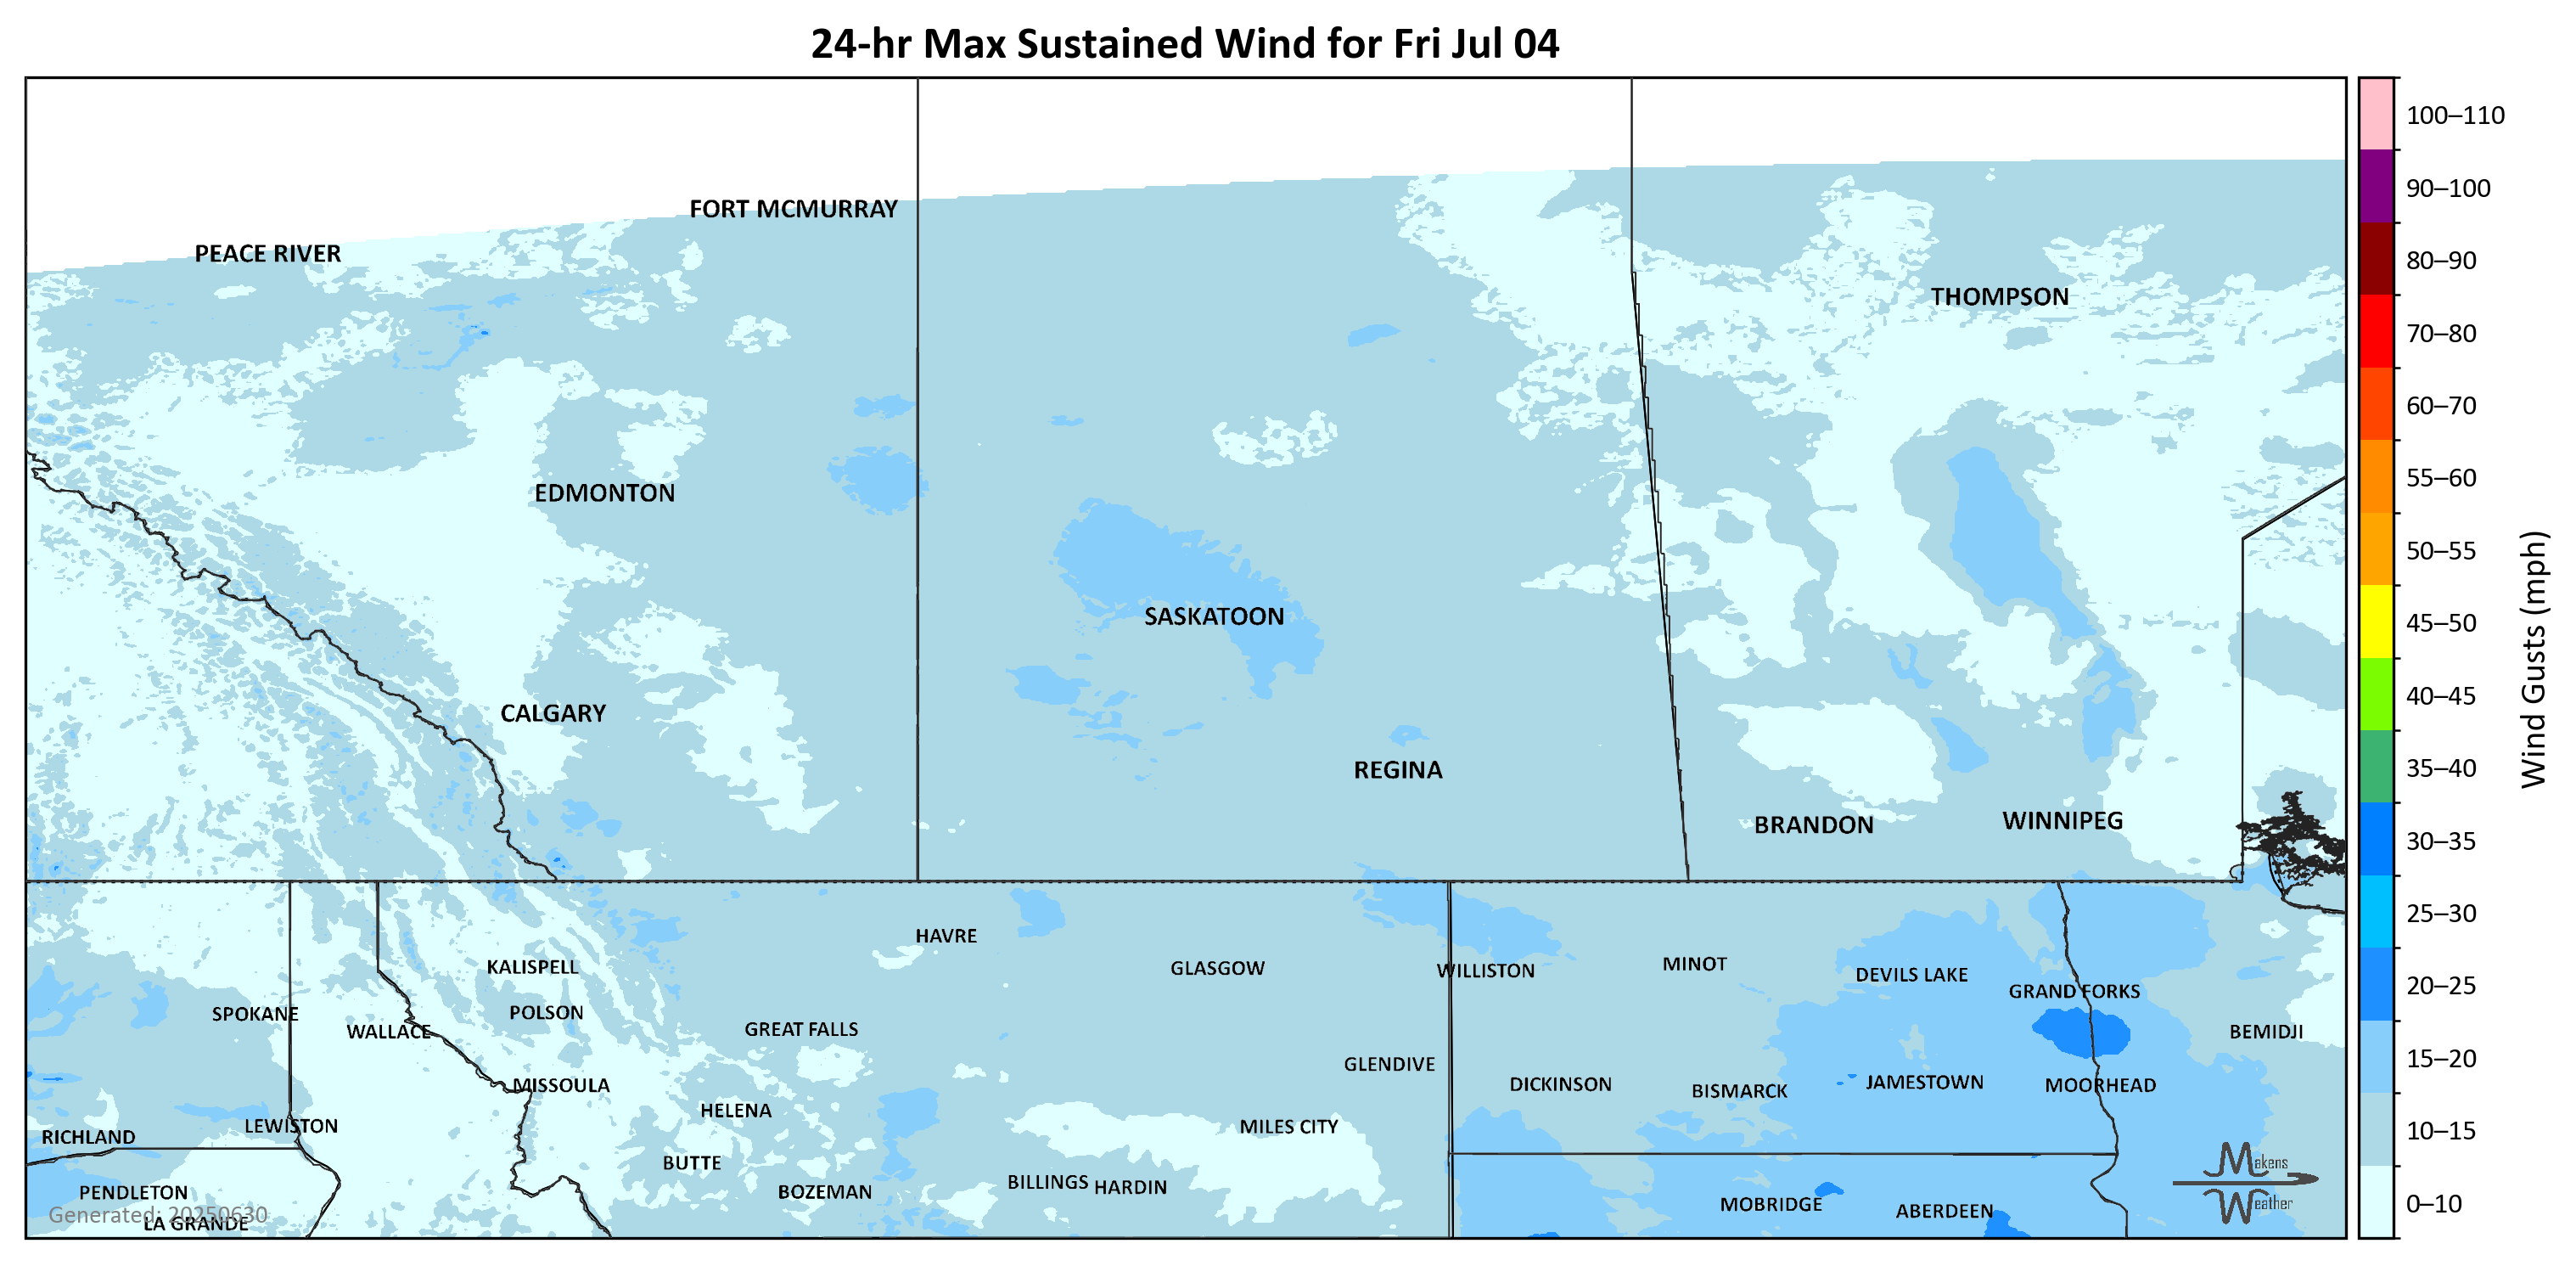 24-hr Max Sustained Wind for Fri Jul 04
100–110
FORT MCMURRAY
90–100
PEACE RIVER
80–90
THOMPSON
70–80
60–70
55–60
EDMONTON
50–55
SASKATOON
45–50
Wind Gusts (mph)
40–45
CALGARY
REGINA
35–40
BRANDON
WINNIPEG
30–35
HAVRE
25–30
KALISPELL
GLASGOW
WILLISTON
MINOT
DEVILS LAKE
20–25
GRAND FORKS
SPOKANE
POLSON
WALLACE
GREAT FALLS
BEMIDJI
15–20
GLENDIVE
MISSOULA
DICKINSON
BISMARCK
JAMESTOWN
MOORHEAD
HELENA
LEWISTON
MILES CITY
RICHLAND
10–15
BUTTE
Makens
Weather
PENDLETON
BOZEMAN
BILLINGS
HARDIN
MOBRIDGE
ABERDEEN
0–10
Generated: 20250630
LA GRANDE